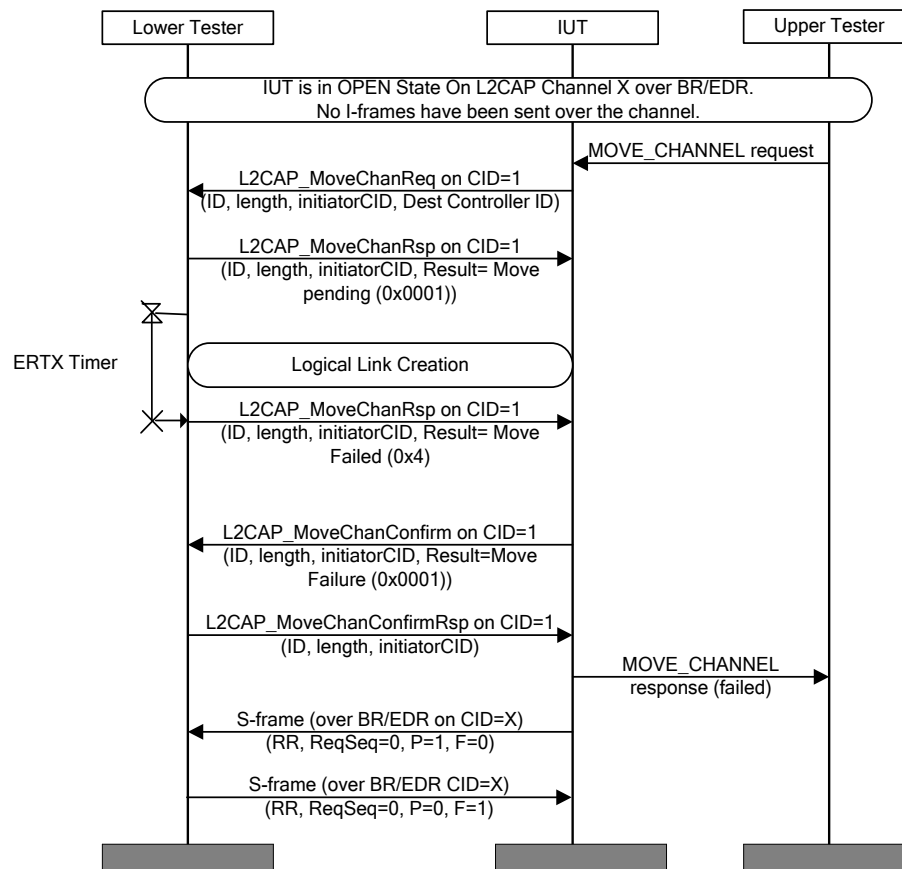 Lower Tester
IUT
Upper Tester
IUT is in OPEN State On L2CAP Channel X over BR/EDR.
No I-frames have been sent over the channel.
MOVE_CHANNEL request
L2CAP_MoveChanReq on CID=1
(ID, length, initiatorCID, Dest Controller ID)
L2CAP_MoveChanRsp on CID=1
(ID, length, initiatorCID, Result= Move
pending (0x0001))
ERTX Timer
Logical Link Creation
L2CAP_MoveChanRsp on CID=1
(ID, length, initiatorCID, Result= Move
Failed (0x4)
L2CAP_MoveChanConfirm on CID=1
(ID, length, initiatorCID, Result=Move
Failure (0x0001))
L2CAP_MoveChanConfirmRsp on CID=1
(ID, length, initiatorCID)
MOVE_CHANNEL
response (failed)
S-frame (over BR/EDR on CID=X)
(RR, ReqSeq=0, P=1, F=0)
S-frame (over BR/EDR CID=X)
(RR, ReqSeq=0, P=0, F=1)